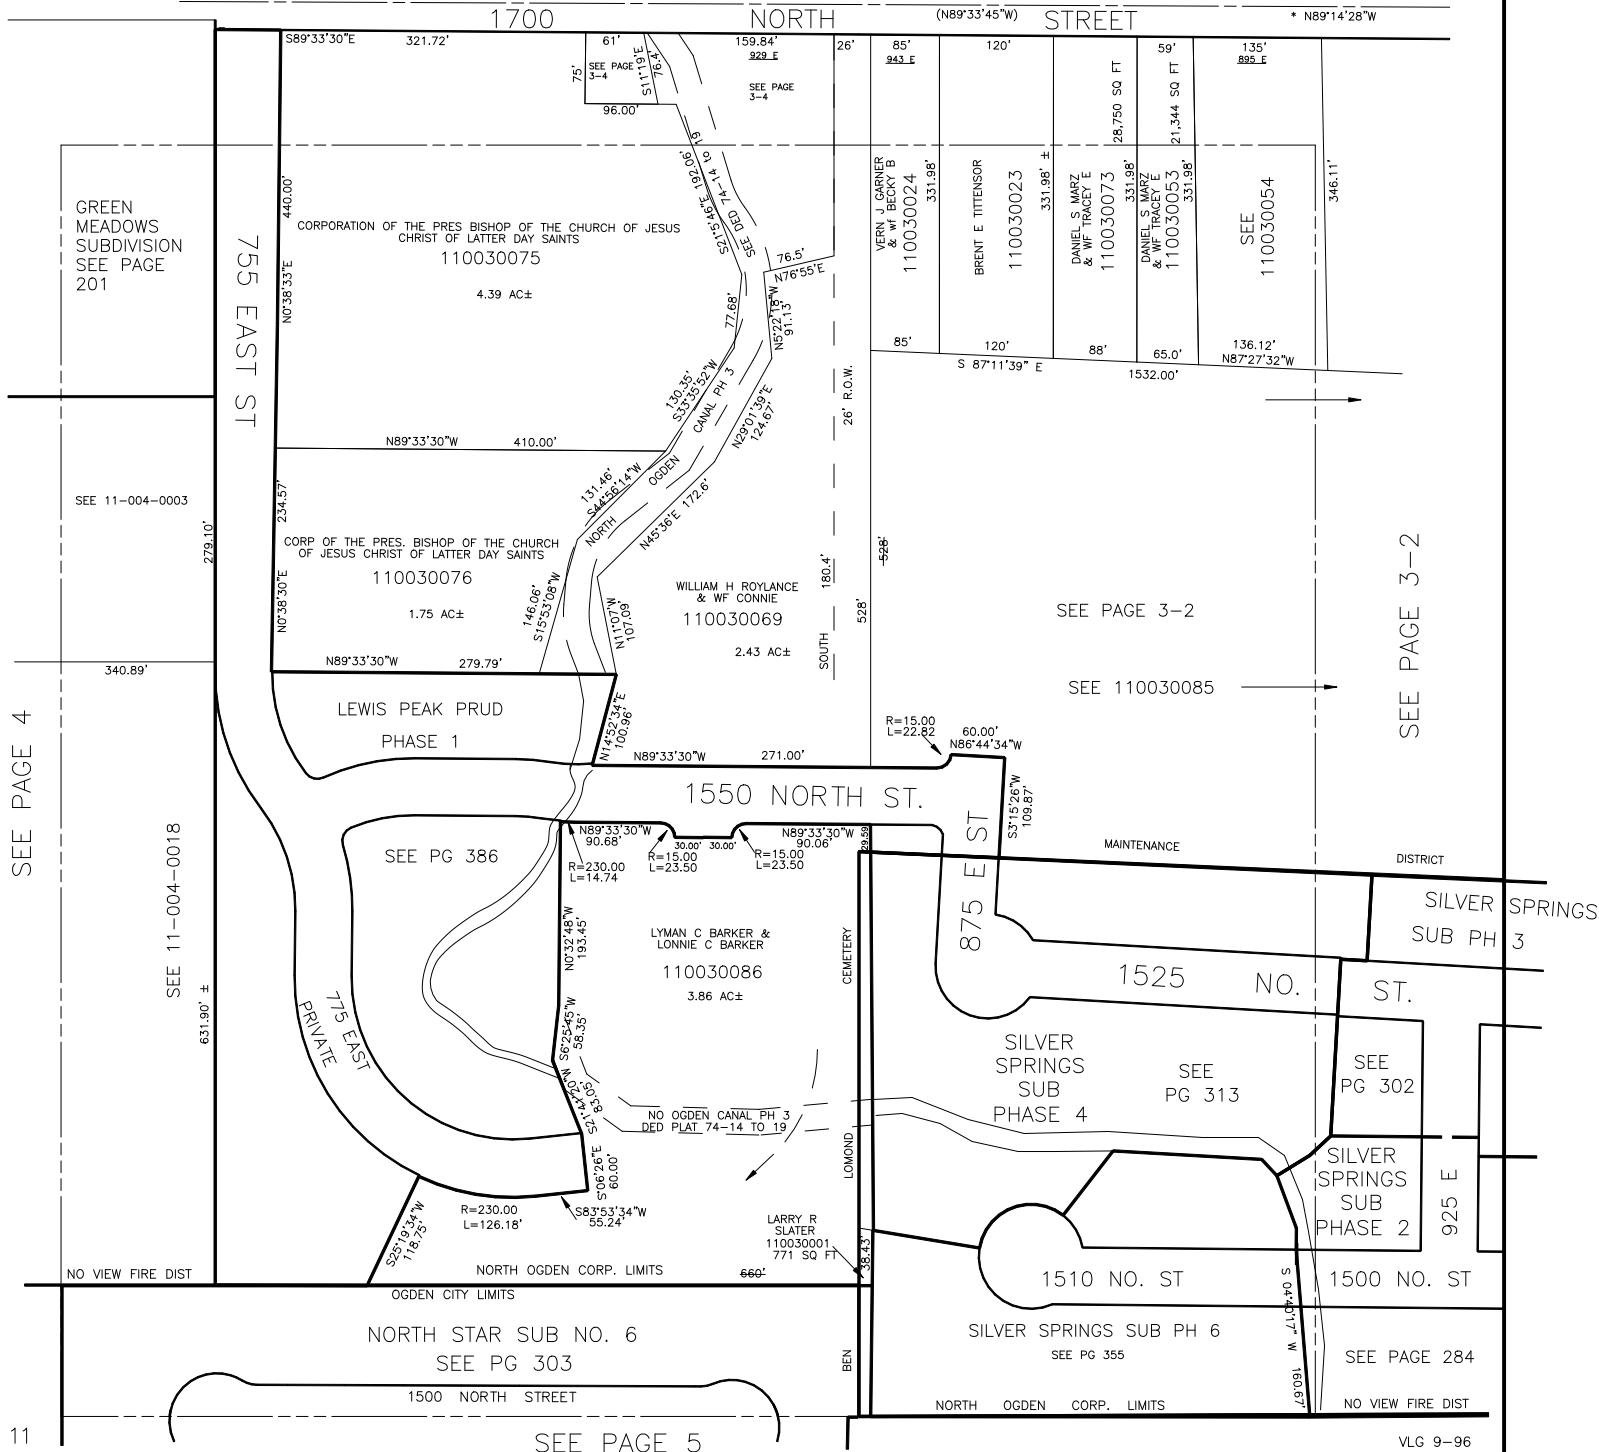 1700 NORTH STREET
(N89°33'45"W)
* N89°14'28"W
S89°33'30"E
321.72'
61'
159.84'
929 E
26'
85'
943 E
120'
59'
135'
895 E
75'
SEE PAGE
3-4
S11°19'E
76.4'
96.00'
SEE PAGE
3-4
28,750 SQ FT
21,344 SQ FT
GREEN
MEADOWS
SUBDIVISION
SEE PAGE
201
755 EAST ST
440.00'
N0°38'33"E
CORPORATION OF THE PRES BISHOP OF THE CHURCH OF JESUS
CHRIST OF LATTER DAY SAINTS
110030075
4.39 AC±
S21°5'46"E 192.06'
SEE DED 74-14 to 19
76.5'
N76°55'E
77.68'
N5°22'18"W
91.13'
VERN J GARNER
& wf BECKY B
110030024
331.98'
BRENT E TITTENSOR
110030023
331.98' ±
DANIEL S MARZ
& WF TRACEY E
110030073
331.98'
DANIEL S MARZ
& WF TRACEY E
110030053
331.98'
SEE
110030054
346.11'
85'
120'
88'
65.0'
136.12'
N87°27'32"W
S 87°11'39" E
1532.00'
130.35'
S33°35'52"W
NORTH OGDEN CANAL PH 3
N29°01'39"E
124.67'
26' R.O.W.
N89°33'30"W
410.00'
131.46'
S44°56'14"W
N45°36'E 172.6'
SEE 11-004-0003
279.10'
234.57'
N0°38'30"E
CORP OF THE PRES. BISHOP OF THE CHURCH
OF JESUS CHRIST OF LATTER DAY SAINTS
110030076
1.75 AC±
146.06'
S15°53'08"W
N11°07'W
107.09'
WILLIAM H ROYLANCE
& WF CONNIE
110030069
2.43 AC±
SOUTH 180.4'
528'
528'
SEE PAGE 3-2
SEE 110030085
SEE PAGE 3-2
340.89'
N89°33'30"W
279.79'
LEWIS PEAK PRUD
PHASE 1
N14°52'34"E
100.96'
N89°33'30"W
271.00'
R=15.00
L=22.82
60.00'
N86°44'34"W
S3°15'26"W
109.87'
SEE PAGE 4
SEE 11-004-0018
631.90' ±
1550 NORTH ST.
875 E ST
SEE PG 386
N89°33'30"W
90.68'
R=230.00
L=14.74
R=15.00
L=23.50
30.00'
30.00'
R=15.00
L=23.50
N89°33'30"W
90.06'
29.59
MAINTENANCE
DISTRICT
SILVER SPRINGS
SUB PH 3
N0°32'48"W
193.45'
LYMAN C BARKER &
LONNIE C BARKER
110030086
3.86 AC±
BEN LOMOND CEMETERY
1525 NO. ST.
775 EAST
PRIVATE
S6°25'45"W
58.35'
S21°41'20"W
83.05'
NO OGDEN CANAL PH 3
DED PLAT 74-14 TO 19
SILVER
SPRINGS
SUB
PHASE 4
SEE
PG 313
SEE
PG 302
SILVER
SPRINGS
SUB
PHASE 2
925 E
S'06'26"E
60.00'
S83°53'34"W
55.24'
R=230.00
L=126.18'
S25°19'34"W
118.75'
LARRY R
SLATER
110030001
771 SQ FT
38.43'
NO VIEW FIRE DIST
NORTH OGDEN CORP. LIMITS
660'
OGDEN CITY LIMITS
1510 NO. ST
1500 NO. ST
S 04°40'17" W 160.67'
NORTH STAR SUB NO. 6
SEE PG 303
1500 NORTH STREET
SILVER SPRINGS SUB PH 6
SEE PG 355
SEE PAGE 284
NORTH OGDEN CORP. LIMITS
NO VIEW FIRE DIST
11
SEE PAGE 5
VLG 9-96